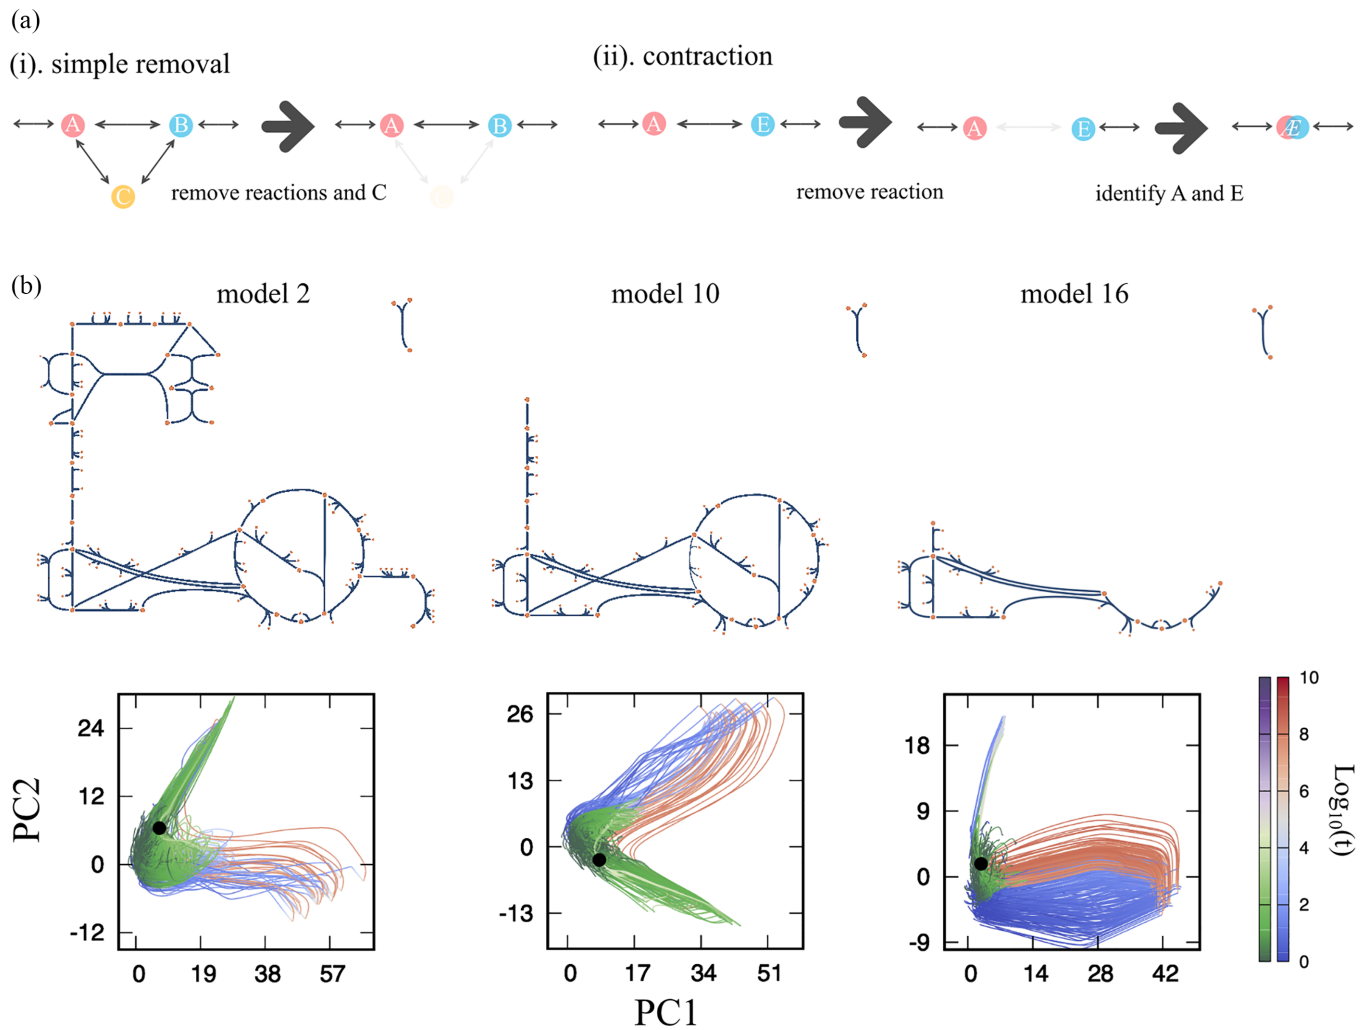 (a)
(i). simple removal
(ii). contraction
A B A B A E A E Æ
C C
remove reactions and C
remove reaction
identify A and E
(b)
model 2
model 10
model 16
PC2
24
12
0
-12
0 19 38 57
26
13
0
-13
0 17 34 51
18
9
0
-9
0 14 28 42
PC1
10
8
6
4
2
0
Log10(t)